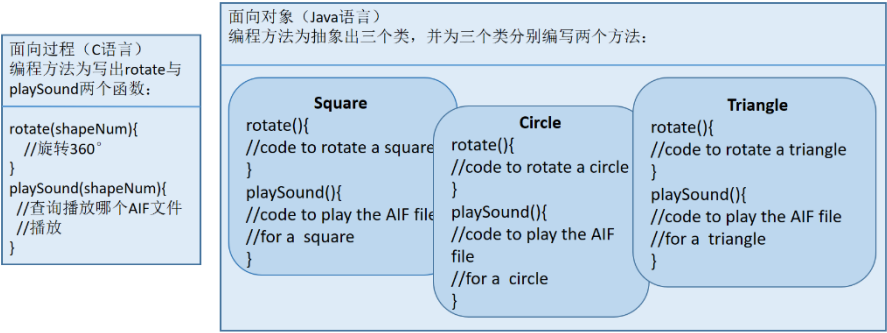 面向过程（C语言）
编程方法为写出rotate与
playSound两个函数：
rotate(shapeNum){
//旋转360°
}
playSound(shapeNum){
//查询播放哪个AIF文件
//播放
}
面向对象（Java语言）
编程方法为抽象出三个类，并为三个类分别编写两个方法：
Square
rotate(){
//code to rotate a square
}
playSound(){
//code to play the AIF file
//for a square
}
Circle
rotate(){
//code to rotate a circle
}
playSound(){
//code to play the AIF
file
//for a circle
}
Triangle
rotate(){
//code to rotate a triangle
}
playSound(){
//code to play the AIF file
//for a triangle
}